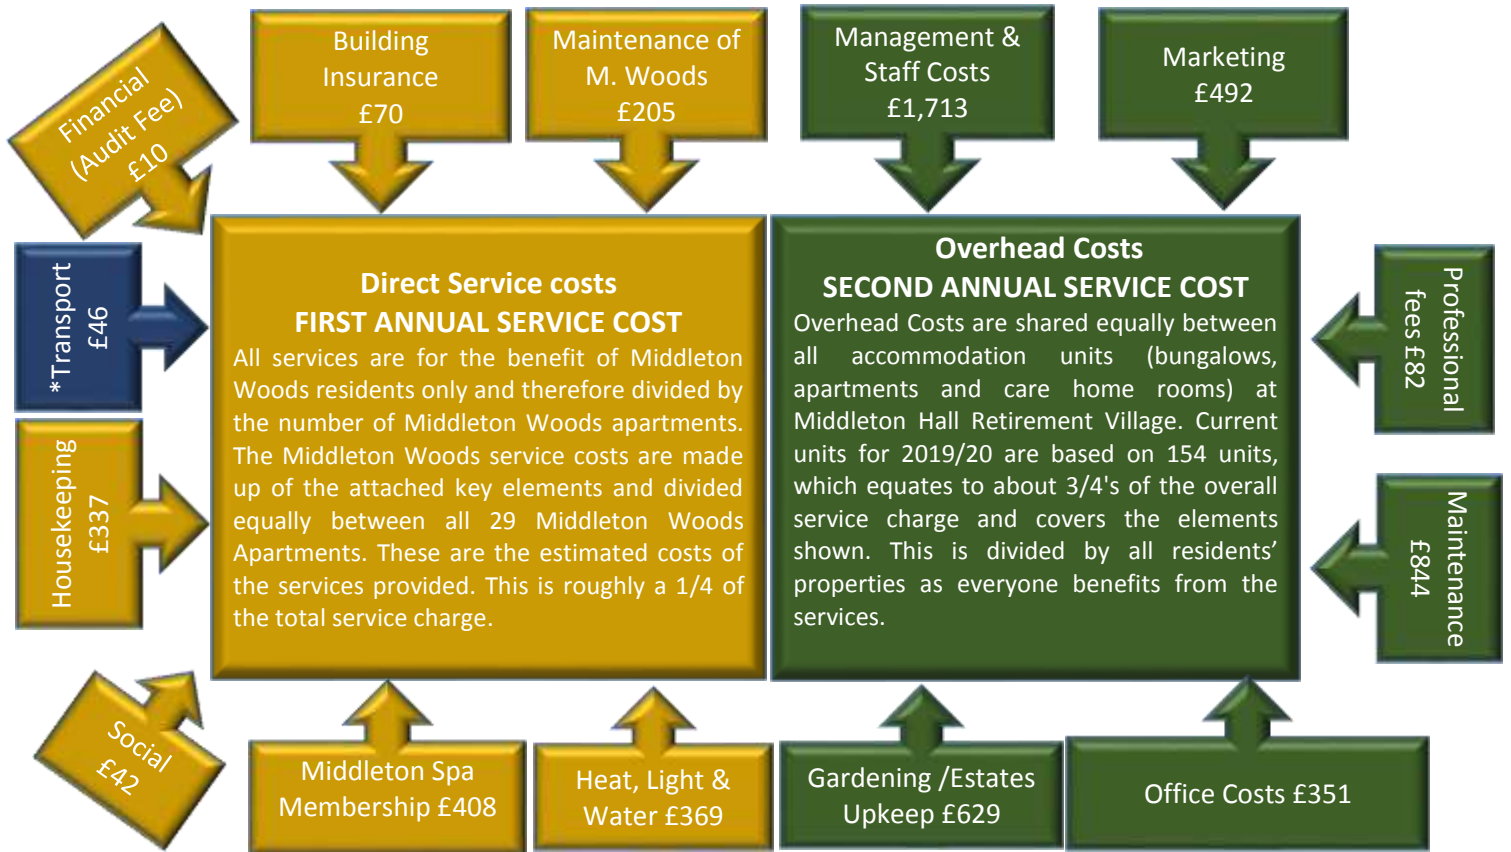 Financial
(Audit Fee)
£10
Building
Insurance
£70
Maintenance of
M. Woods
£205
Management &
Staff Costs
£1,713
Marketing
£492
*Transport
£46
Housekeeping
£337
Social
£42
Direct Service costs
FIRST ANNUAL SERVICE COST
All services are for the benefit of Middleton
Woods residents only and therefore divided by
the number of Middleton Woods apartments.
The Middleton Woods service costs are made
up of the attached key elements and divided
equally between all 29 Middleton Woods
Apartments. These are the estimated costs of
the services provided. This is roughly a 1/4 of
the total service charge.
Overhead Costs
SECOND ANNUAL SERVICE COST
Overhead Costs are shared equally between
all accommodation units (bungalows,
apartments and care home rooms) at
Middleton Hall Retirement Village. Current
units for 2019/20 are based on 154 units,
which equates to about 3/4's of the overall
service charge and covers the elements
shown. This is divided by all residents’
properties as everyone benefits from the
services.
Professional
fees £82
Maintenance
£844
Middleton Spa
Membership £408
Heat, Light &
Water £369
Gardening /Estates
Upkeep £629
Office Costs £351